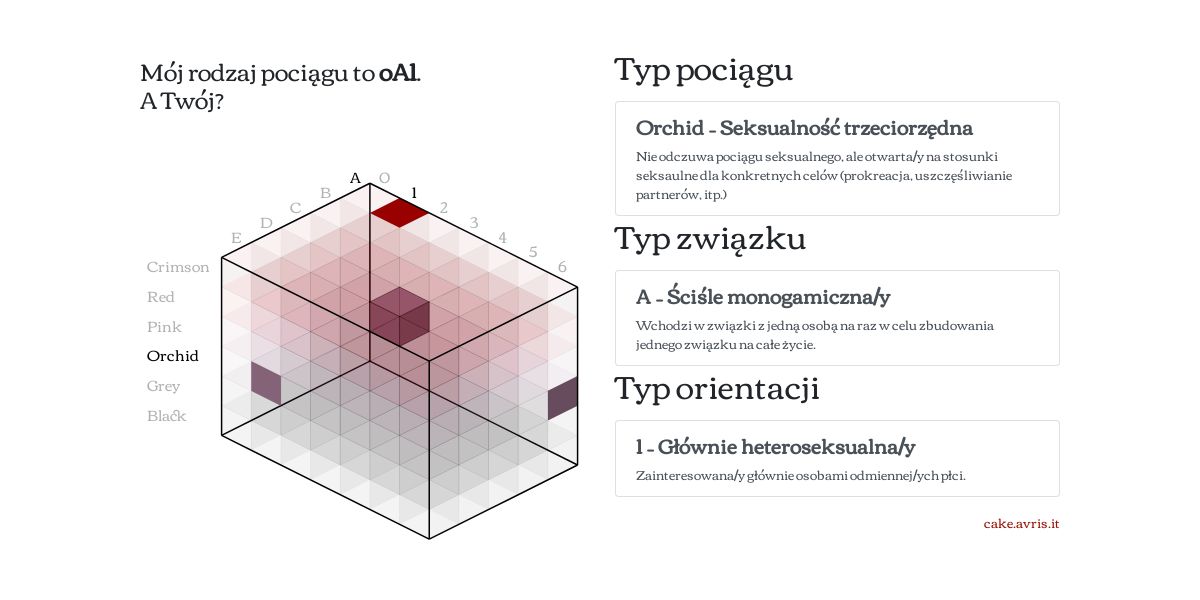 Mój rodzaj pociągu to oA1.
A Twój?
A O
B 1
C 2
D 3
E 4
5
6
Crimson
Red
Pink
Orchid
Grey
Black
Typ pociągu
Orchid - Seksualność trzeciorzędna
Nie odczuwa pociągu seksualnego, ale otwarta/y na stosunki
seksaulne dla konkretnych celów (prokreacja, uszczęśliwianie
partnerów, itp.)
Typ związku
A - Ściśle monogamiczna/y
Wchodzi w związki z jedną osobą na raz w celu zbudowania
jednego związku na całe życie.
Typ orientacji
1 - Głównie heteroseksualna/y
Zainteresowana/y głównie osobami odmiennej/ych płci.
cake.avris.it